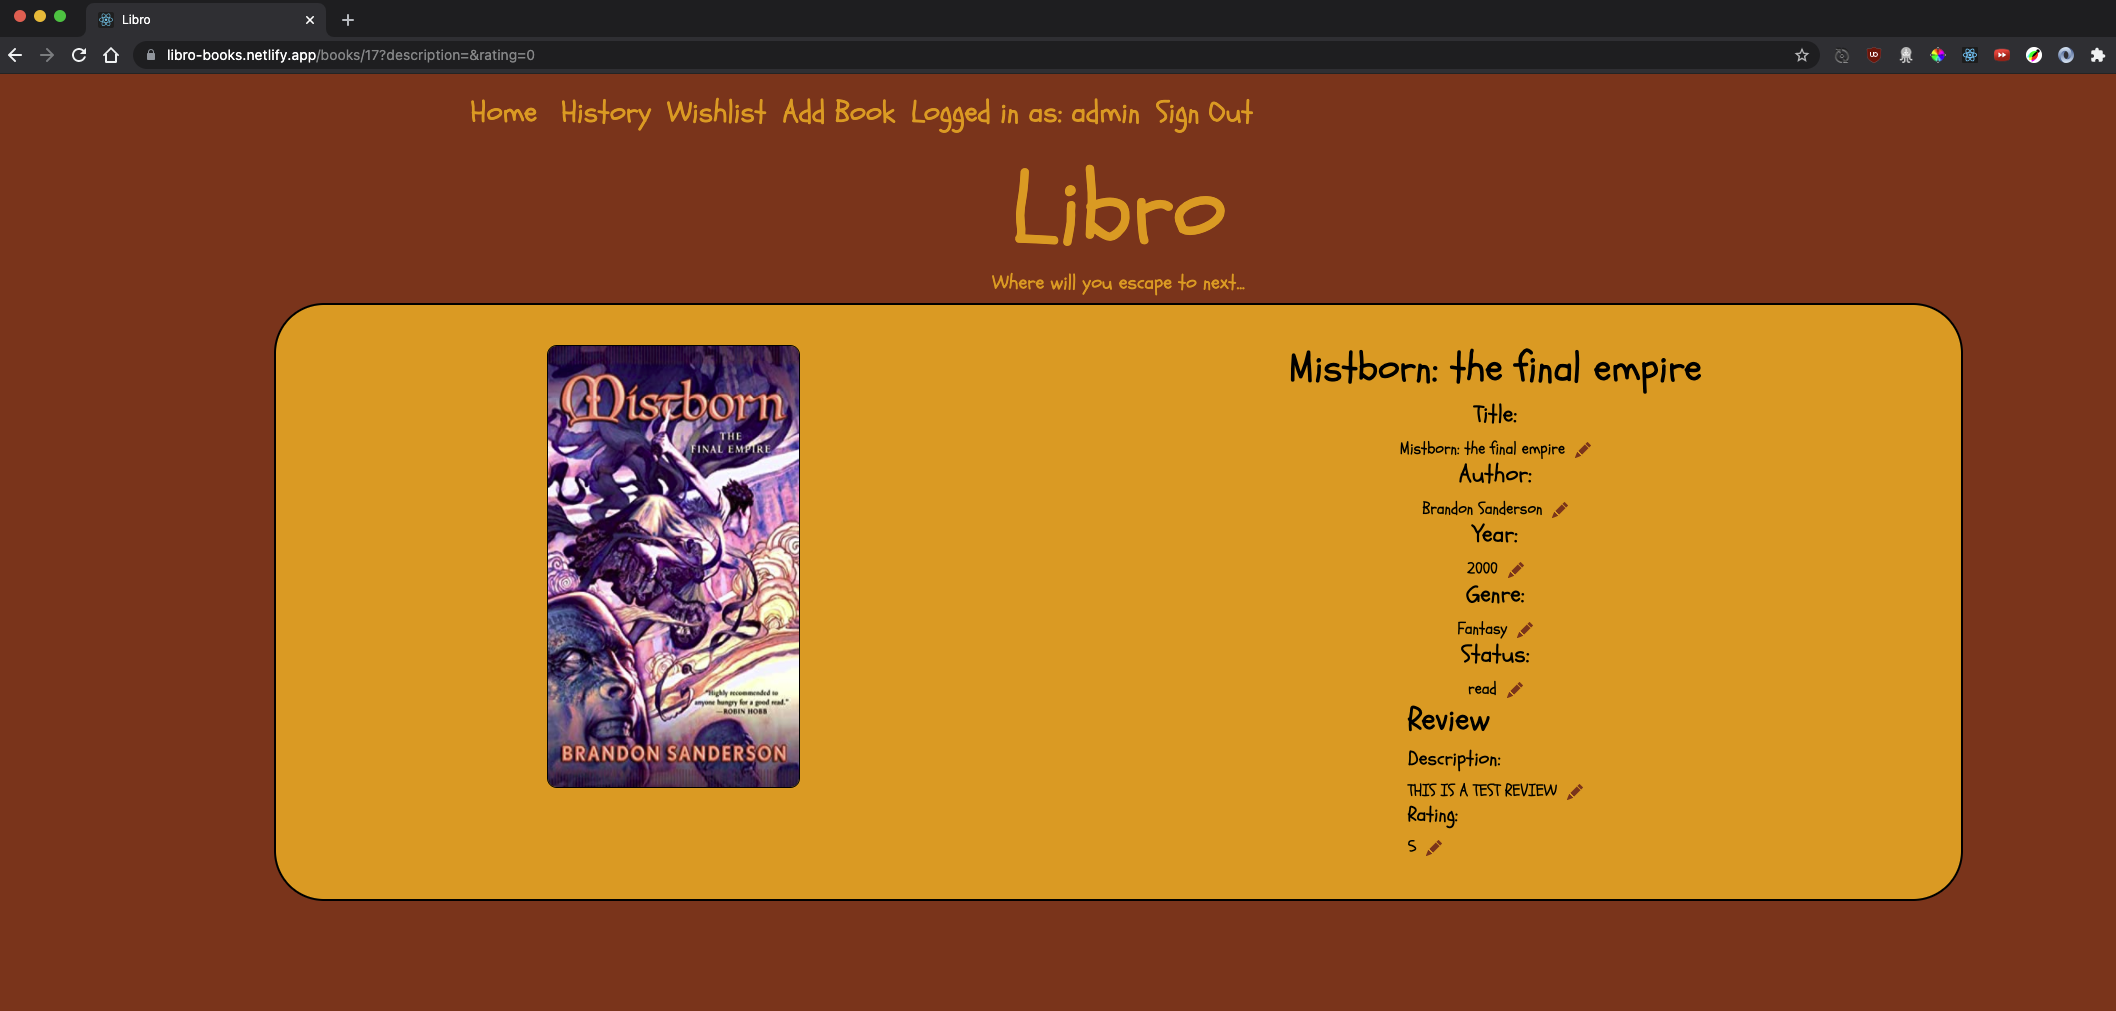 Libro
libro-books.netlify.app/books/17?description=&rating=0
Home History Wishlist Add Book Logged in as: admin Sign Out
Libro
Where will you escape to next...
Mistborn
THE
FINAL EMPIRE
"Highly recommended to
anyone hungry for a good read."
—ROBIN HOBB
BRANDON SANDERSON
Mistborn: the final empire
Title:
Mistborn: the final empire
Author:
Brandon Sanderson
Year:
2000
Genre:
Fantasy
Status:
read
Review
Description:
THIS IS A TEST REVIEW
Rating:
5